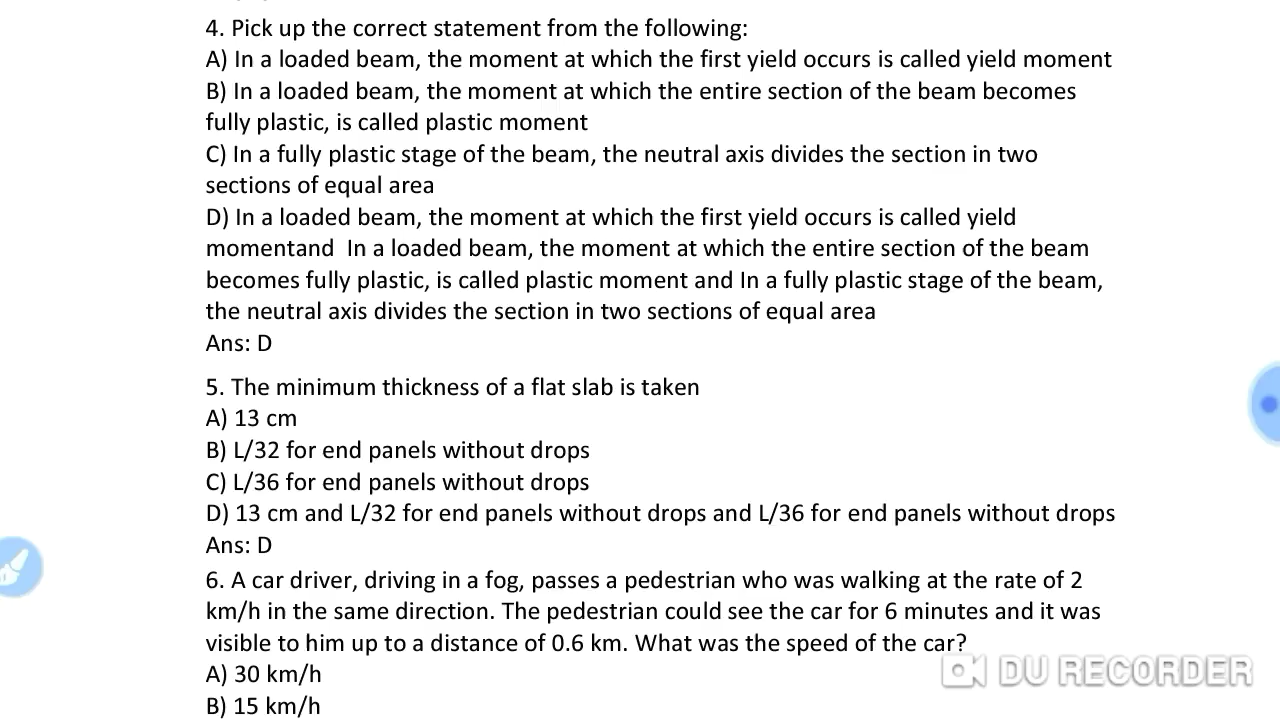 4. Pick up the correct statement from the following:
A) In a loaded beam, the moment at which the first yield occurs is called yield moment
B) In a loaded beam, the moment at which the entire section of the beam becomes
fully plastic, is called plastic moment
C) In a fully plastic stage of the beam, the neutral axis divides the section in two
sections of equal area
D) In a loaded beam, the moment at which the first yield occurs is called yield
momentand  In a loaded beam, the moment at which the entire section of the beam
becomes fully plastic, is called plastic moment and In a fully plastic stage of the beam,
the neutral axis divides the section in two sections of equal area
Ans: D
5. The minimum thickness of a flat slab is taken
A) 13 cm
B) L/32 for end panels without drops
C) L/36 for end panels without drops
D) 13 cm and L/32 for end panels without drops and L/36 for end panels without drops
Ans: D
6. A car driver, driving in a fog, passes a pedestrian who was walking at the rate of 2
km/h in the same direction. The pedestrian could see the car for 6 minutes and it was
visible to him up to a distance of 0.6 km. What was the speed of the car?
A) 30 km/h
B) 15 km/h
DU RECORDER